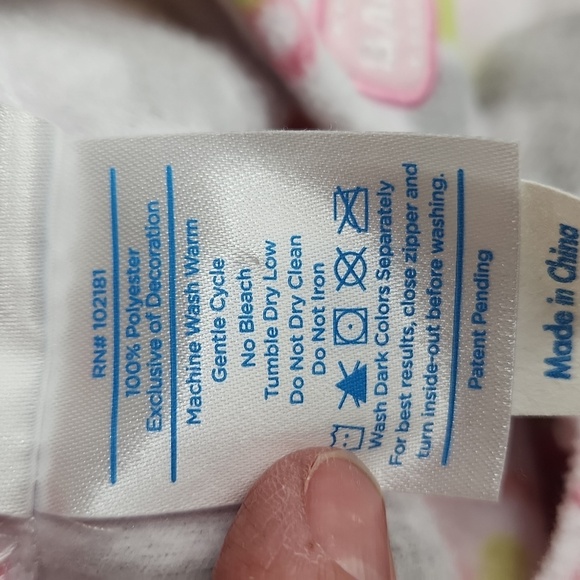 RN# 102181
100% Polyester
Exclusive of Decoration
Machine Wash Warm
Gentle Cycle
No Bleach
Tumble Dry Low
Do Not Dry Clean
Do Not Iron
Wash Dark Colors Separately
For best results, close zipper and
turn inside-out before washing.
Patent Pending
Made in China